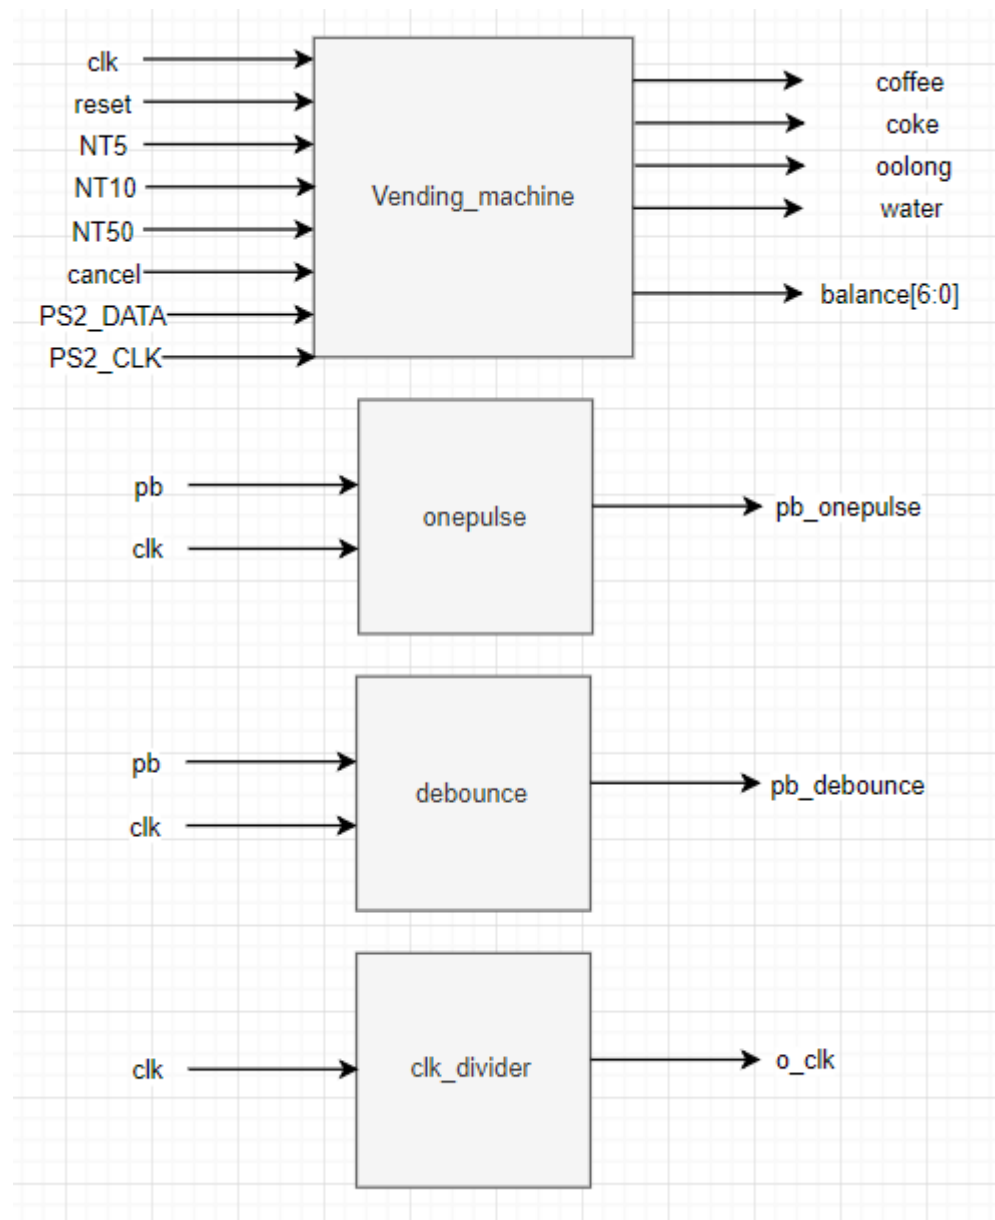 clk
reset
NT5
NT10
NT50
cancel
PS2_DATA
PS2_CLK
Vending_machine
coffee
coke
oolong
water
balance[6:0]
pb
clk
onepulse
pb_onepulse
pb
clk
debounce
pb_debounce
clk
clk_divider
o_clk